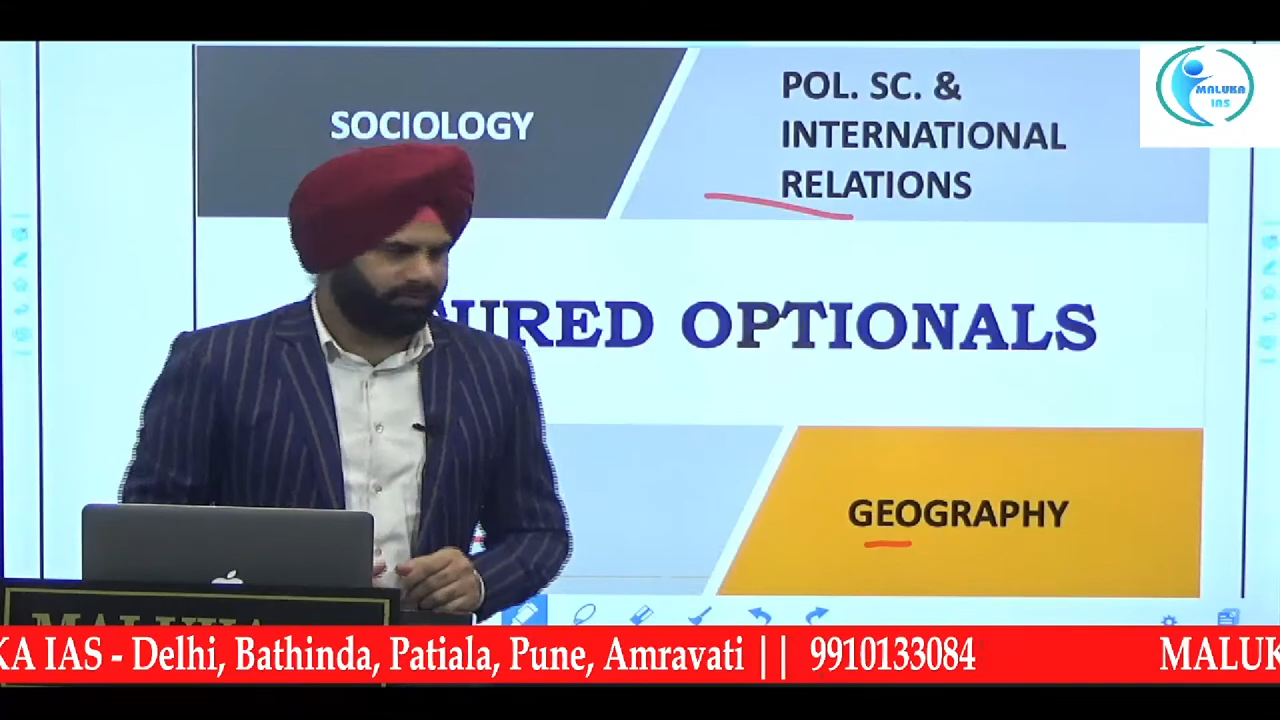 SOCIOLOGY
POL. SC. &
INTERNATIONAL
RELATIONS
MALUKA
IAS
URED OPTIONALS
GEOGRAPHY
KA IAS - Delhi, Bathinda, Patiala, Pune, Amravati || 9910133084 MALUK